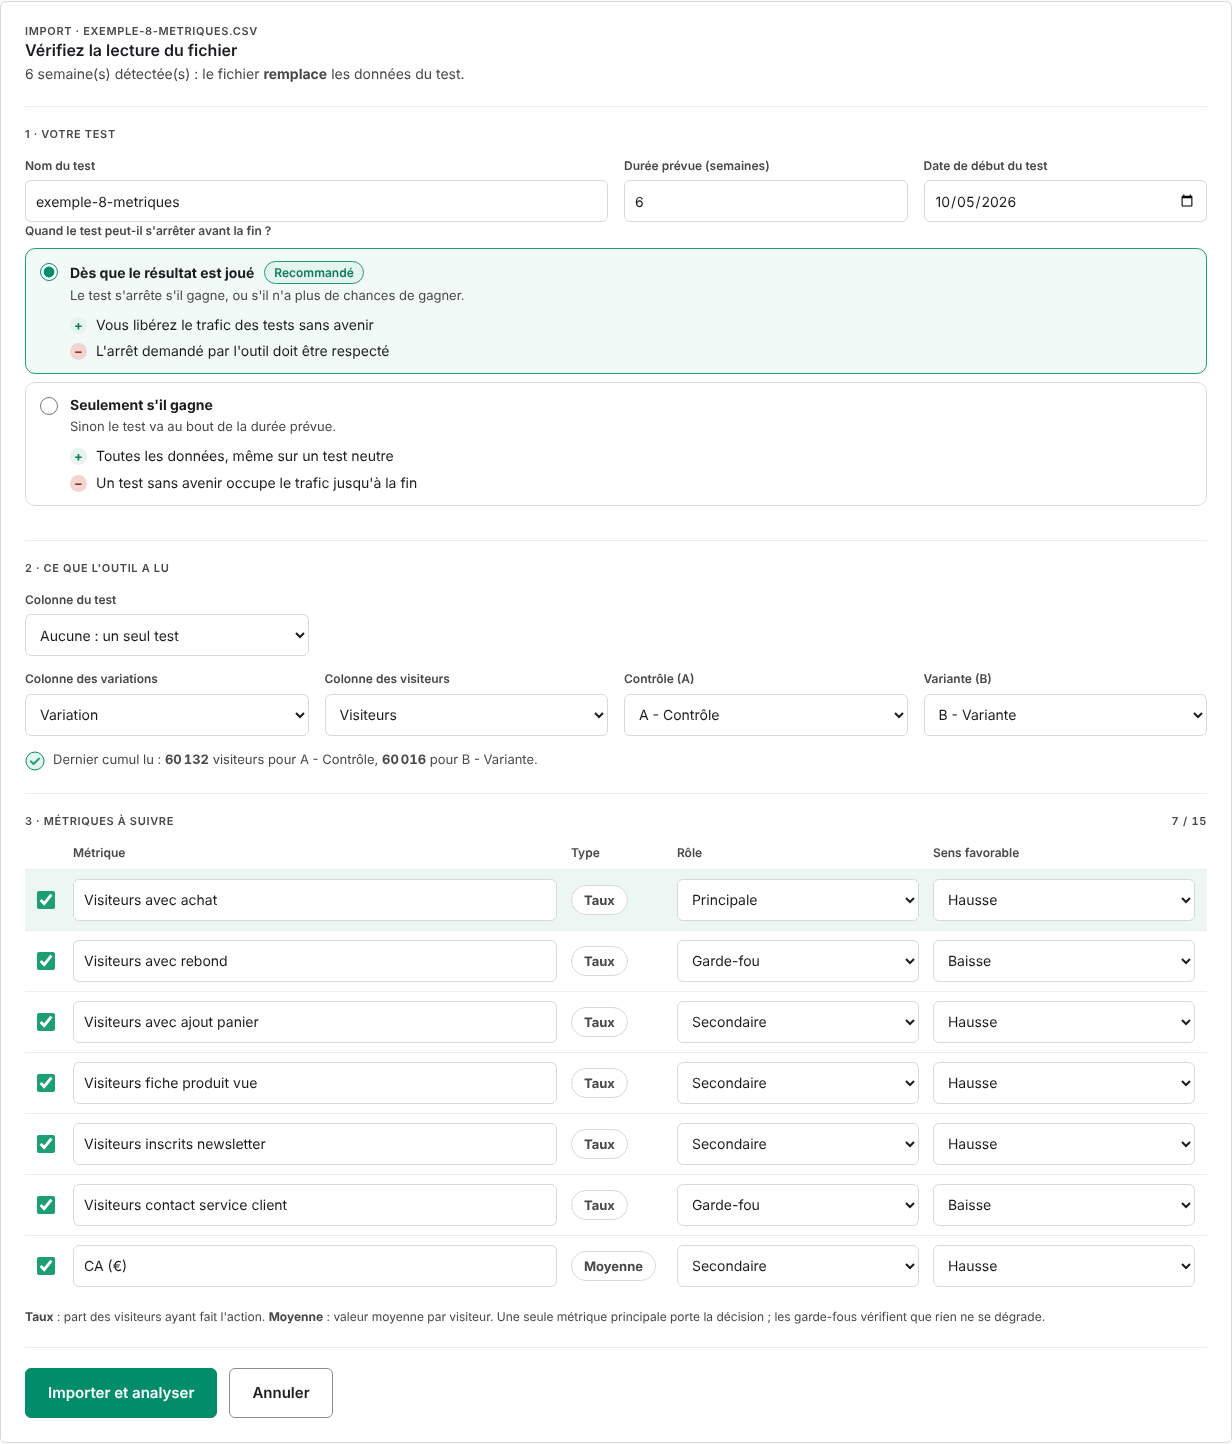 IMPORT · EXEMPLE-8-METRIQUES.CSV
Vérifiez la lecture du fichier
6 semaine(s) détectée(s) : le fichier remplace les données du test.
1 · VOTRE TEST
Nom du test
Durée prévue (semaines)
Date de début du test
exemple-8-metriques
6
10/05/2026
Quand le test peut-il s'arrêter avant la fin ?
Dès que le résultat est joué Recommandé
Le test s'arrête s'il gagne, ou s'il n'a plus de chances de gagner.
+ Vous libérez le trafic des tests sans avenir
– L'arrêt demandé par l'outil doit être respecté
Seulement s'il gagne
Sinon le test va au bout de la durée prévue.
+ Toutes les données, même sur un test neutre
– Un test sans avenir occupe le trafic jusqu'à la fin
2 · CE QUE L'OUTIL A LU
Colonne du test
Aucune : un seul test
Colonne des variations
Colonne des visiteurs
Contrôle (A)
Variante (B)
Variation
Visiteurs
A - Contrôle
B - Variante
Dernier cumul lu : 60 132 visiteurs pour A - Contrôle, 60 016 pour B - Variante.
3 · MÉTRIQUES À SUIVRE 7 / 15
Métrique Type Rôle Sens favorable
Visiteurs avec achat Taux Principale Hausse
Visiteurs avec rebond Taux Garde-fou Baisse
Visiteurs avec ajout panier Taux Secondaire Hausse
Visiteurs fiche produit vue Taux Secondaire Hausse
Visiteurs inscrits newsletter Taux Secondaire Hausse
Visiteurs contact service client Taux Garde-fou Baisse
CA (€) Moyenne Secondaire Hausse
Taux : part des visiteurs ayant fait l'action. Moyenne : valeur moyenne par visiteur. Une seule métrique principale porte la décision ; les garde-fous vérifient que rien ne se dégrade.
Importer et analyser
Annuler